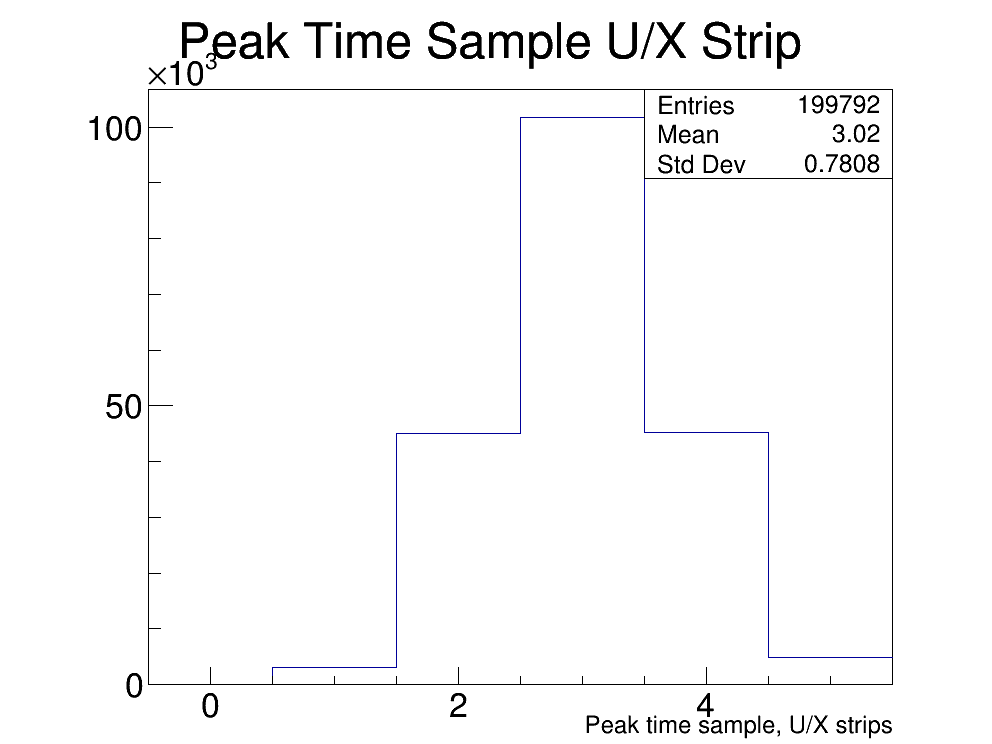 Peak Time Sample U/X Strip
×10³
Entries 199792
Mean 3.02
Std Dev 0.7808
100
50
0
0 2 4
Peak time sample, U/X strips